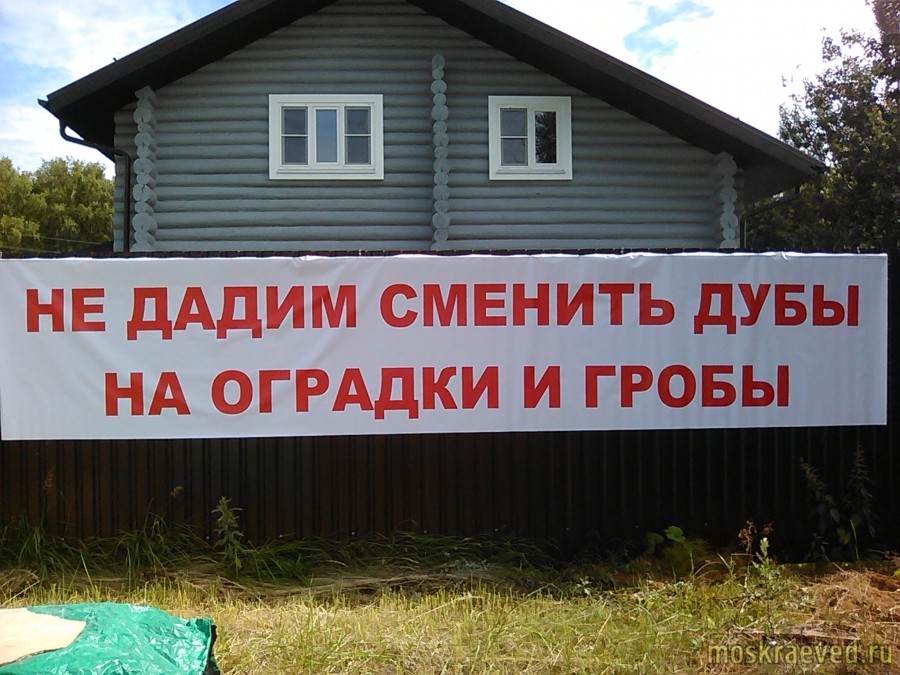 НЕ ДАДИМ СМЕНИТЬ ДУБЫ
НА ОГРАДКИ И ГРОБЫ
moskraeved.ru